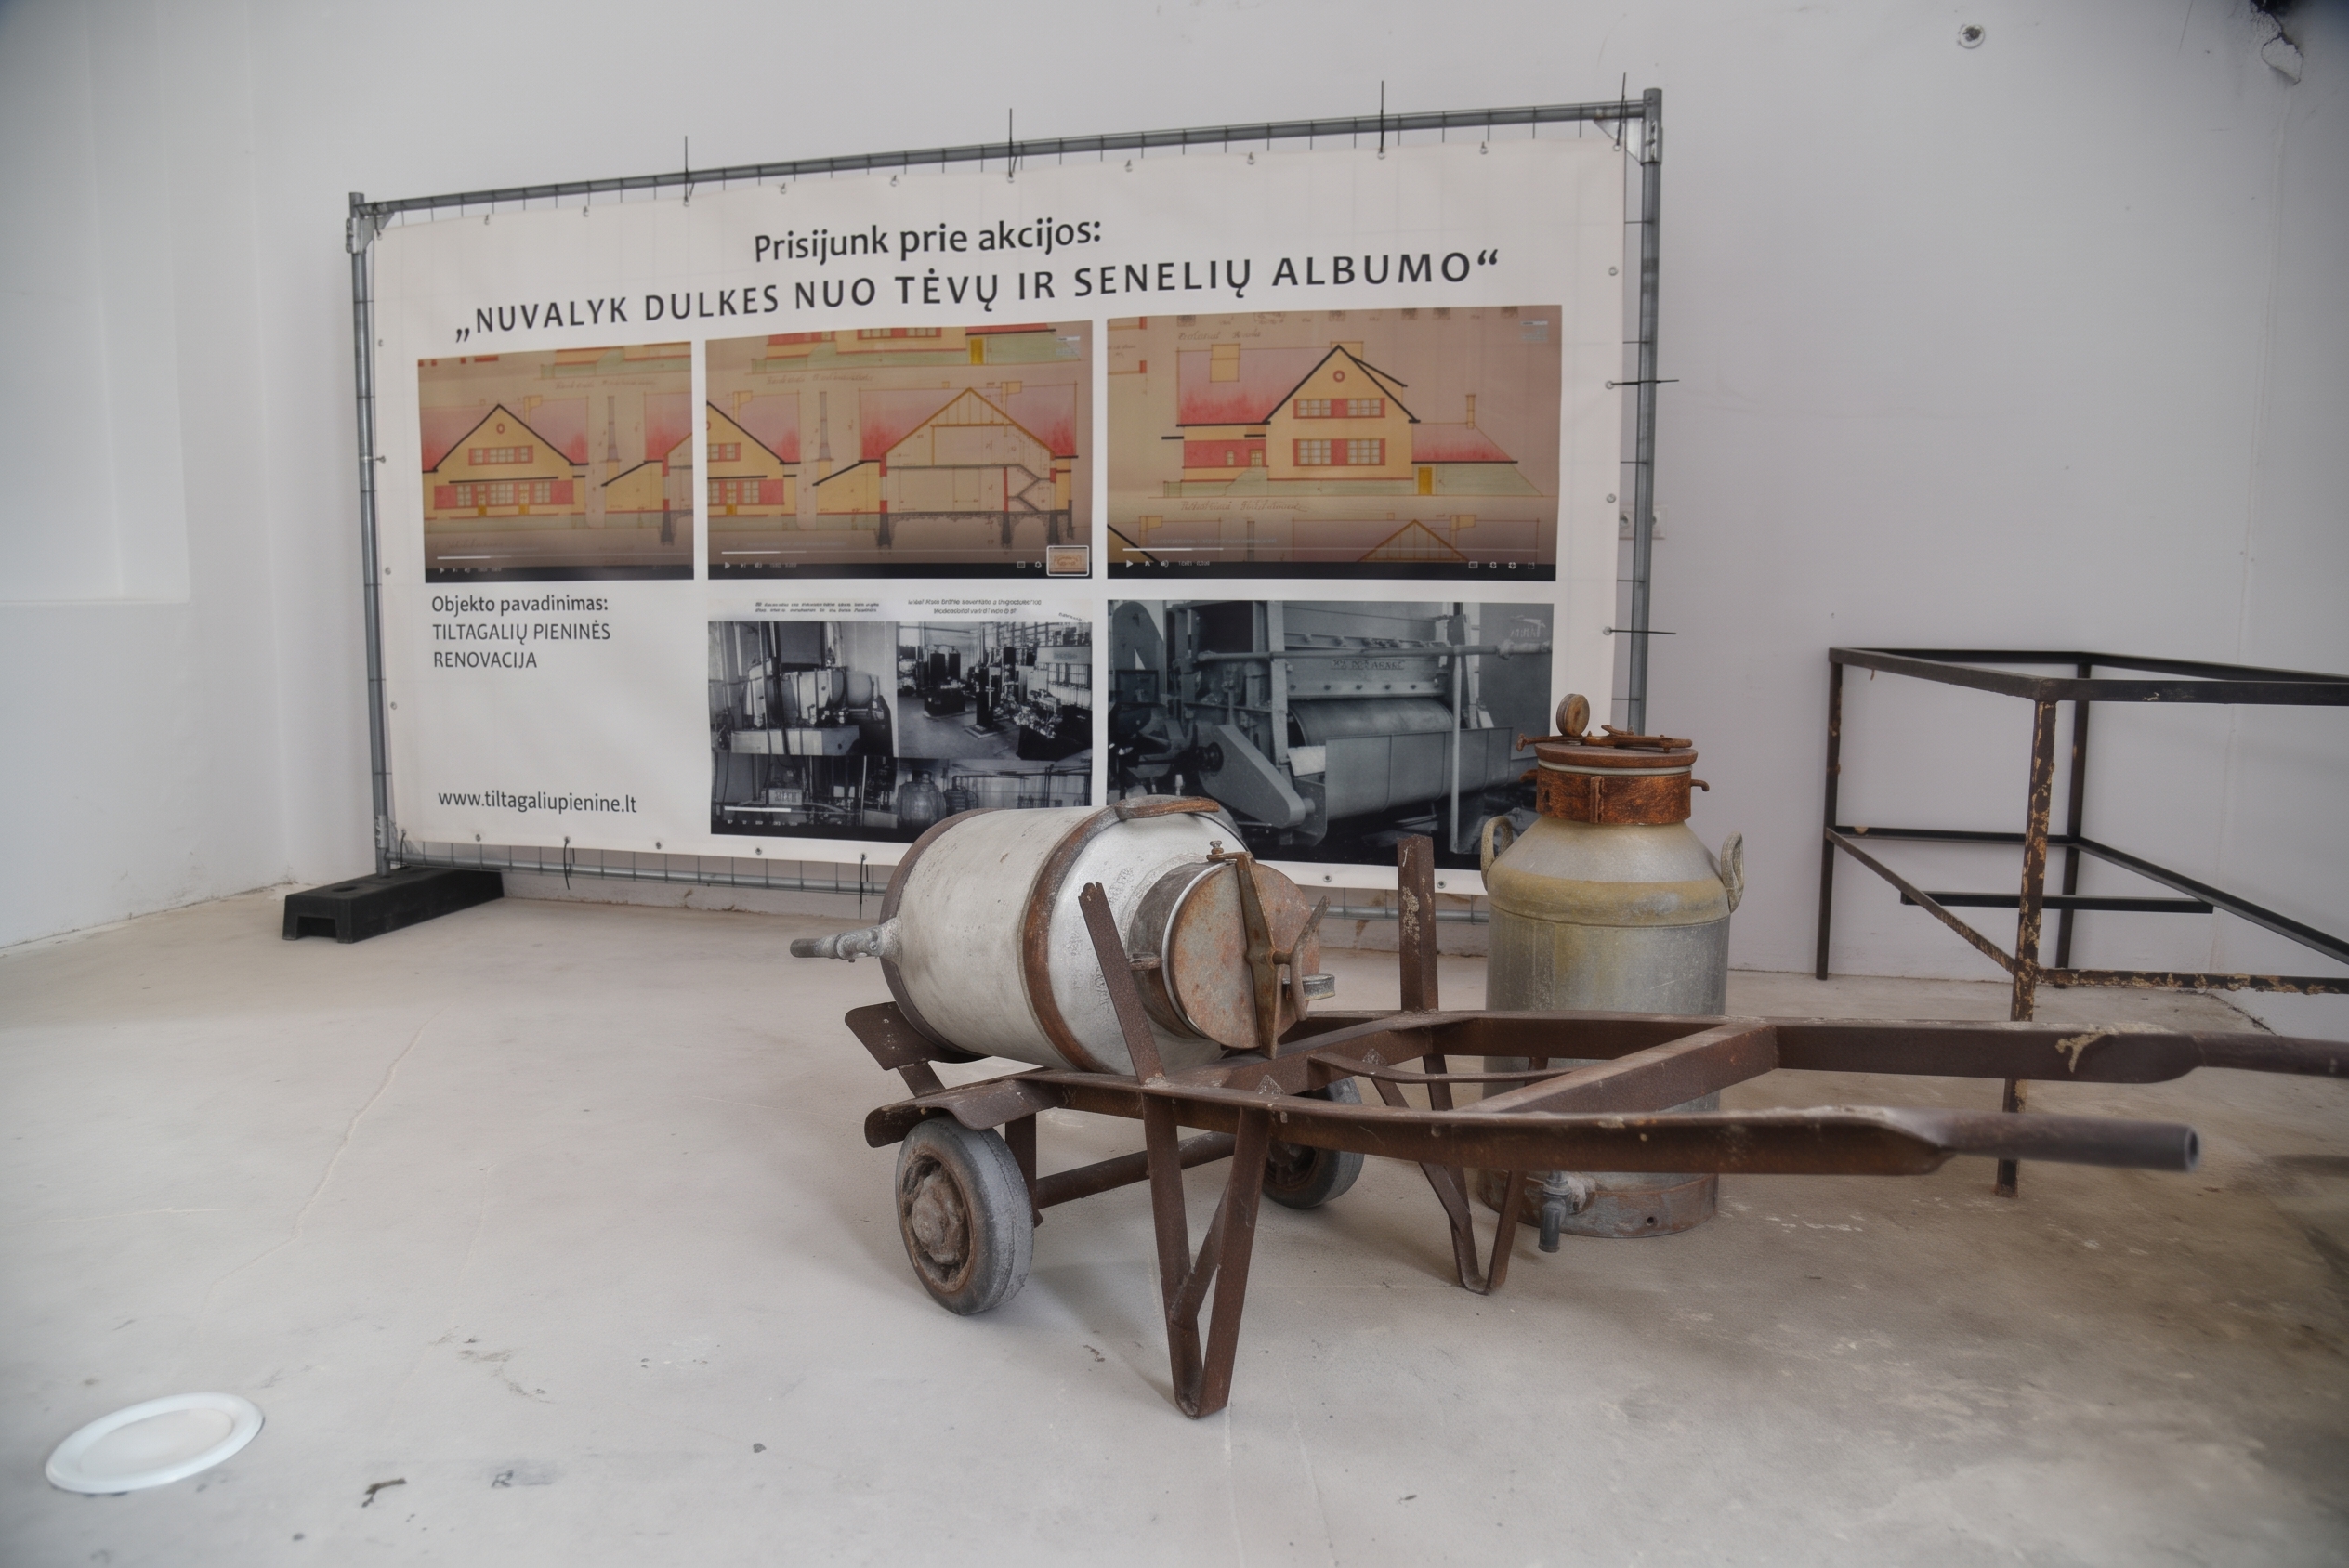 Prisijunk prie akcijos:
„NUVALYK DULKES NUO TĖVŲ IR SENELIŲ ALBUMO“
Objekto pavadinimas:
TILTAGALIŲ PIENINĖS
RENOVACIJA
www.tiltagaliupienine.lt